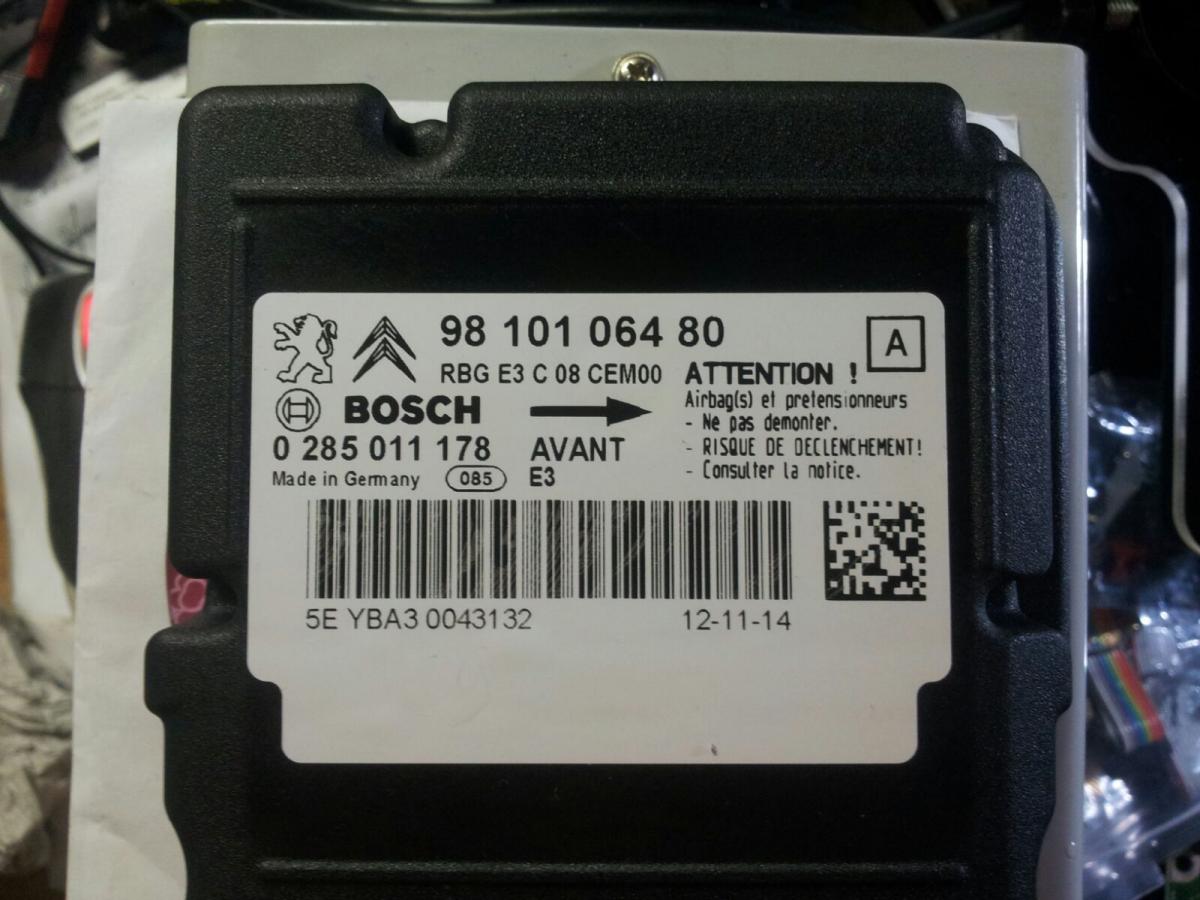 98 101 064 80
A
RBG E3 C 08 CEM00
ATTENTION !
BOSCH
Airbag(s) et pretensionneurs
- Ne pas demonter.
0 285 011 178
AVANT
- RISQUE DE DECLENCHEMENT!
Made in Germany
085
E3
- Consulter la notice.
5E YBA3 0043132
12-11-14